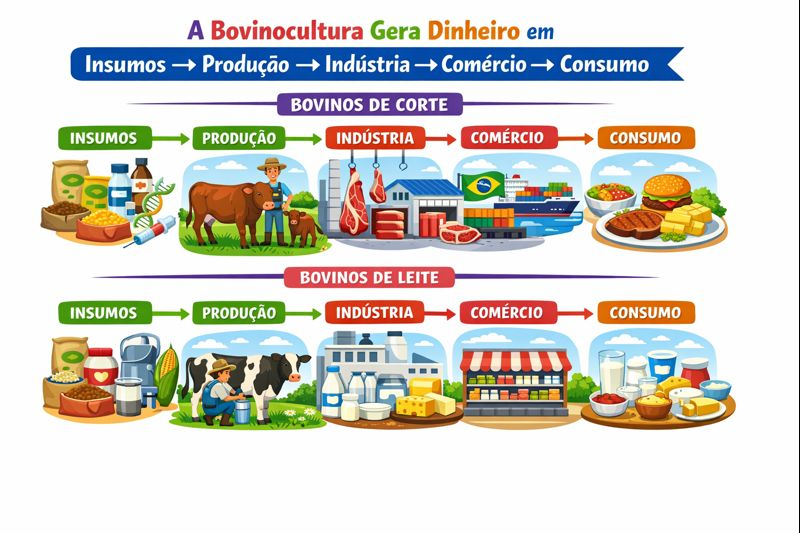 A Bovinocultura Gera Dinheiro em
Insumos → Produção → Indústria → Comércio → Consumo
BOVINOS DE CORTE
INSUMOS → PRODUÇÃO → INDÚSTRIA → COMÉRCIO → CONSUMO
BOVINOS DE LEITE
INSUMOS → PRODUÇÃO → INDÚSTRIA → COMÉRCIO → CONSUMO